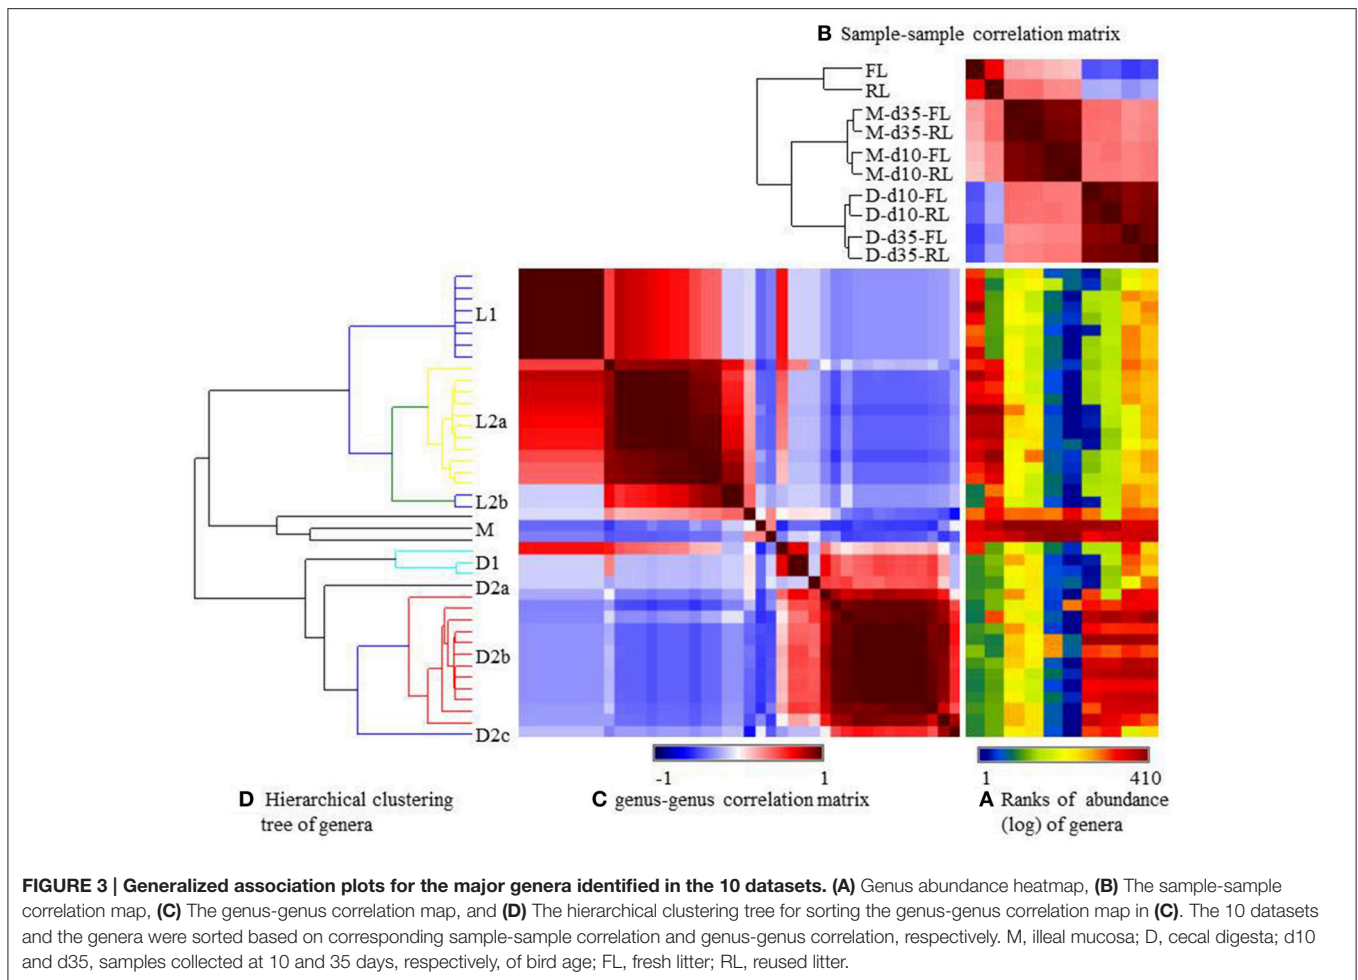 B Sample-sample correlation matrix
FL
RL
M-d35-FL
M-d35-RL
M-d10-FL
M-d10-RL
D-d10-FL
D-d10-RL
D-d35-FL
D-d35-RL
L1
L2a
L2b
M
D1
D2a
D2b
D2c
-1 1
1 410
D Hierarchical clustering
tree of genera
C genus-genus correlation matrix
A Ranks of abundance
(log) of genera
FIGURE 3 | Generalized association plots for the major genera identified in the 10 datasets. (A) Genus abundance heatmap, (B) The sample-sample
correlation map, (C) The genus-genus correlation map, and (D) The hierarchical clustering tree for sorting the genus-genus correlation map in (C). The 10 datasets
and the genera were sorted based on corresponding sample-sample correlation and genus-genus correlation, respectively. M, illeal mucosa; D, cecal digesta; d10
and d35, samples collected at 10 and 35 days, respectively, of bird age; FL, fresh litter; RL, reused litter.